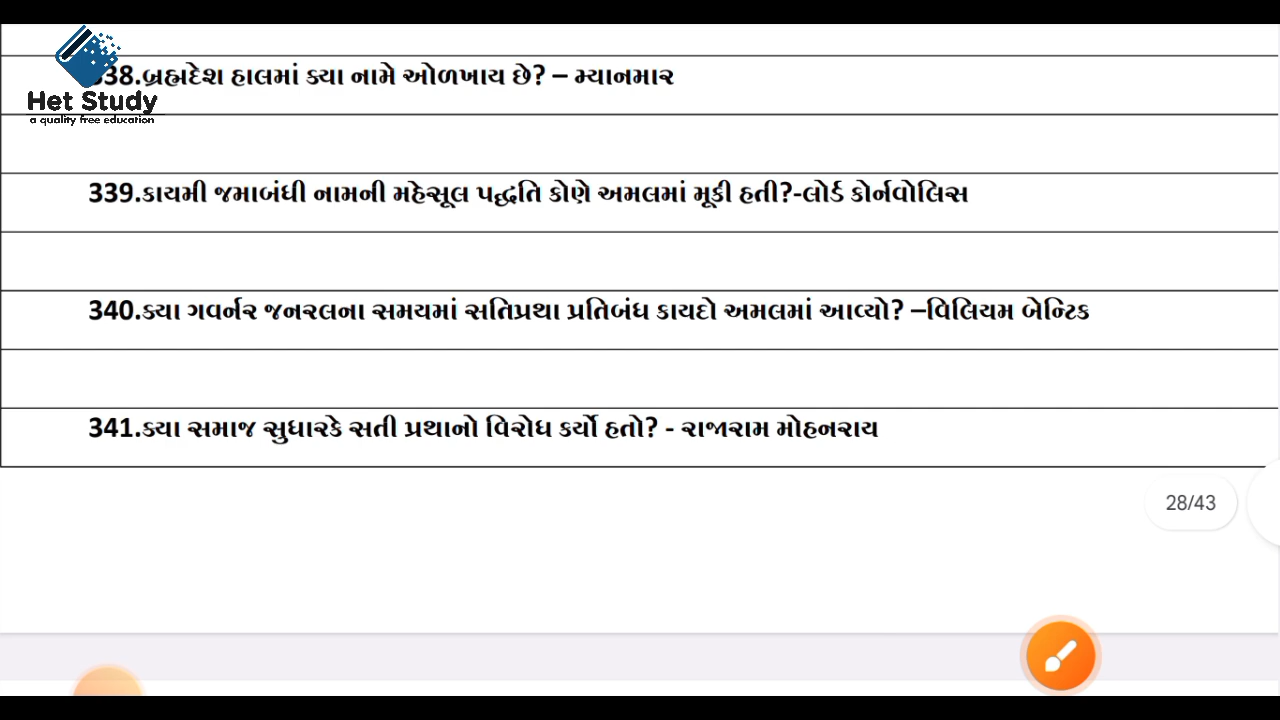 338.બ્રહ્મદેશ હાલમાં ક્યા નામે ઓળખાય છે? – મ્યાનમાર
Het Study
a quality free education
339.કાયમી જમાબંધી નામની મહેસૂલ પદ્ધતિ કોણે અમલમાં મૂકી હતી?-લોર્ડ કોર્નવોલિસ
340.ક્યા ગવર્નર જનરલના સમયમાં સતિપ્રથા પ્રતિબંધ કાયદો અમલમાં આવ્યો? –વિલિયમ બેન્ટિક
341.ક્યા સમાજ સુધારકે સતી પ્રથાનો વિરોધ કર્યો હતો? - રાજારામ મોહનરાય
28/43